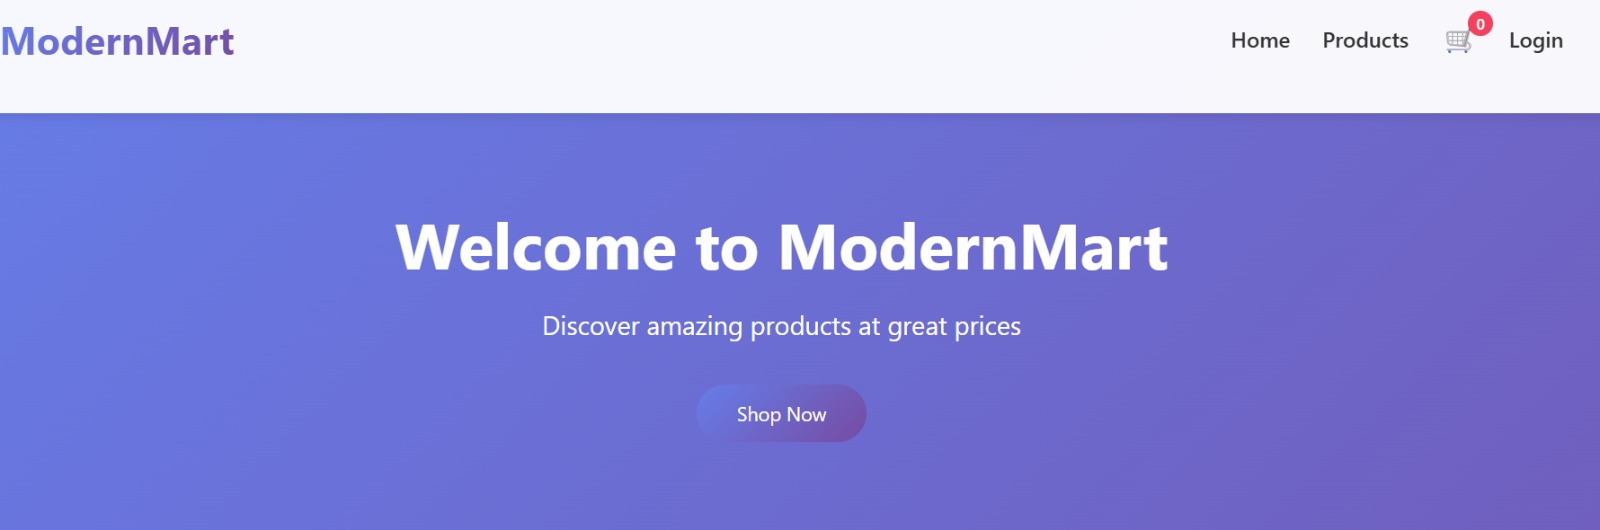 ModernMart
Home Products 0 Login
Welcome to ModernMart
Discover amazing products at great prices
Shop Now